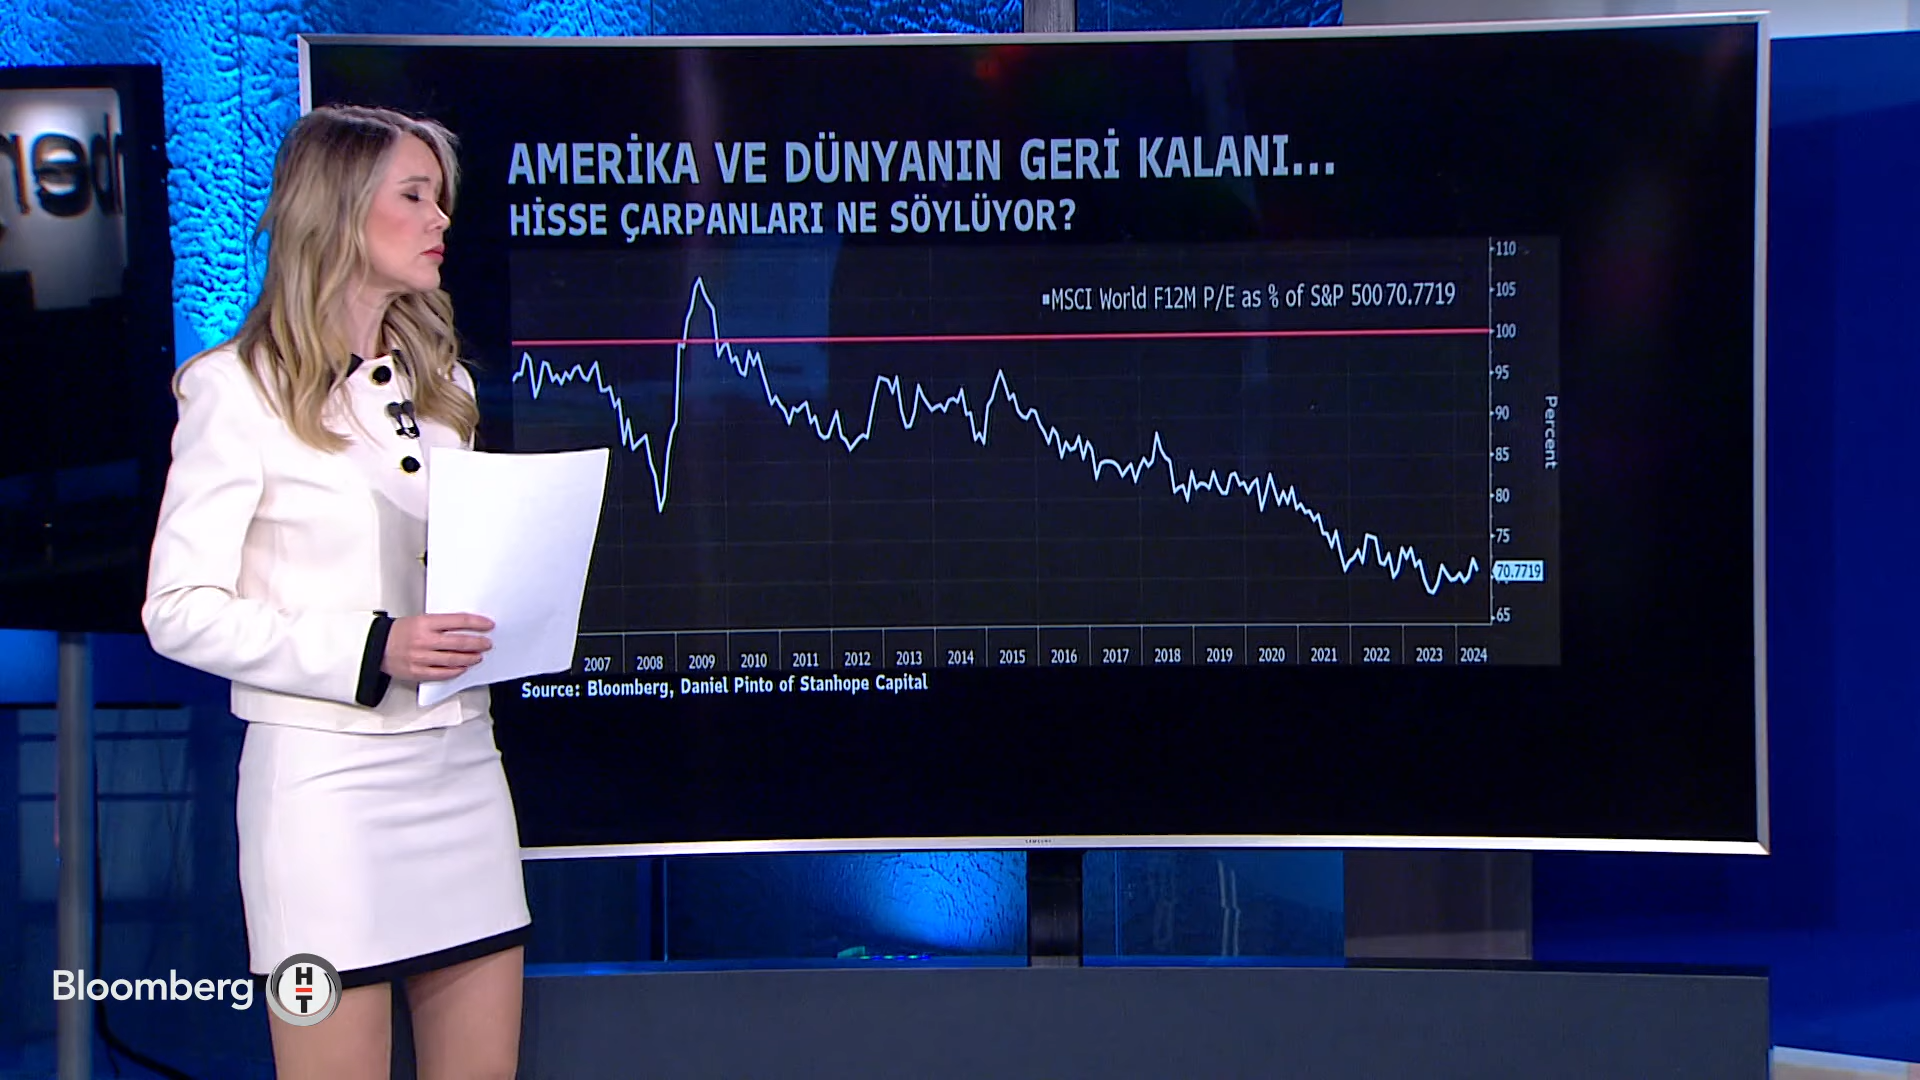 AMERİKA VE DÜNYANIN GERİ KALANI...
HİSSE ÇARPANLARI NE SÖYLÜYOR?
MSCI World F12M P/E as % of S&P 500 70.7719
110
105
100
95
90
85
80
75
70.7719
65
Percent
2007 2008 2009 2010 2011 2012 2013 2014 2015 2016 2017 2018 2019 2020 2021 2022 2023 2024
Source: Bloomberg, Daniel Pinto of Stanhope Capital
SAMSUNG
Bloomberg HT